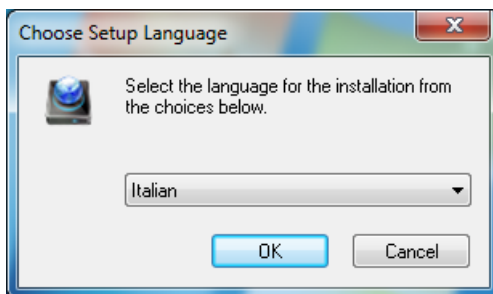 Choose Setup Language
Select the language for the installation from
the choices below.
Italian
OK
Cancel